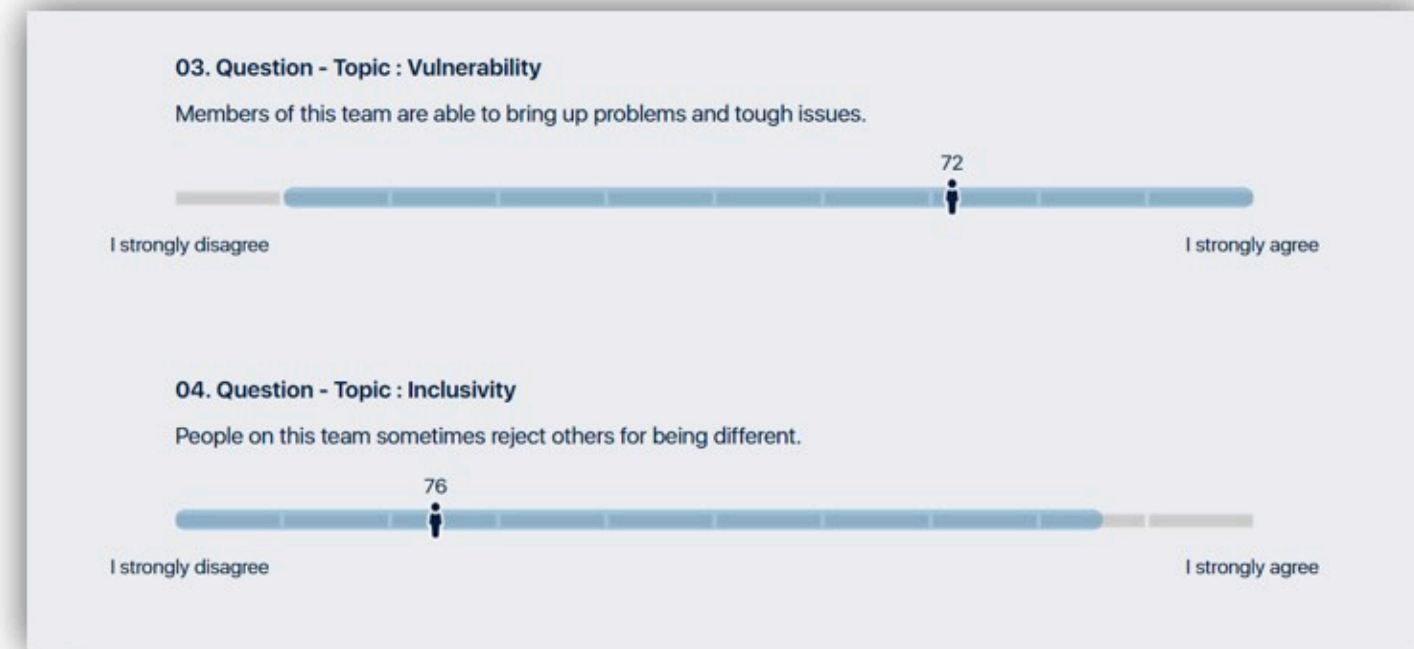 03. Question - Topic : Vulnerability
Members of this team are able to bring up problems and tough issues.
72
I strongly disagree
I strongly agree
04. Question - Topic : Inclusivity
People on this team sometimes reject others for being different.
76
I strongly disagree
I strongly agree